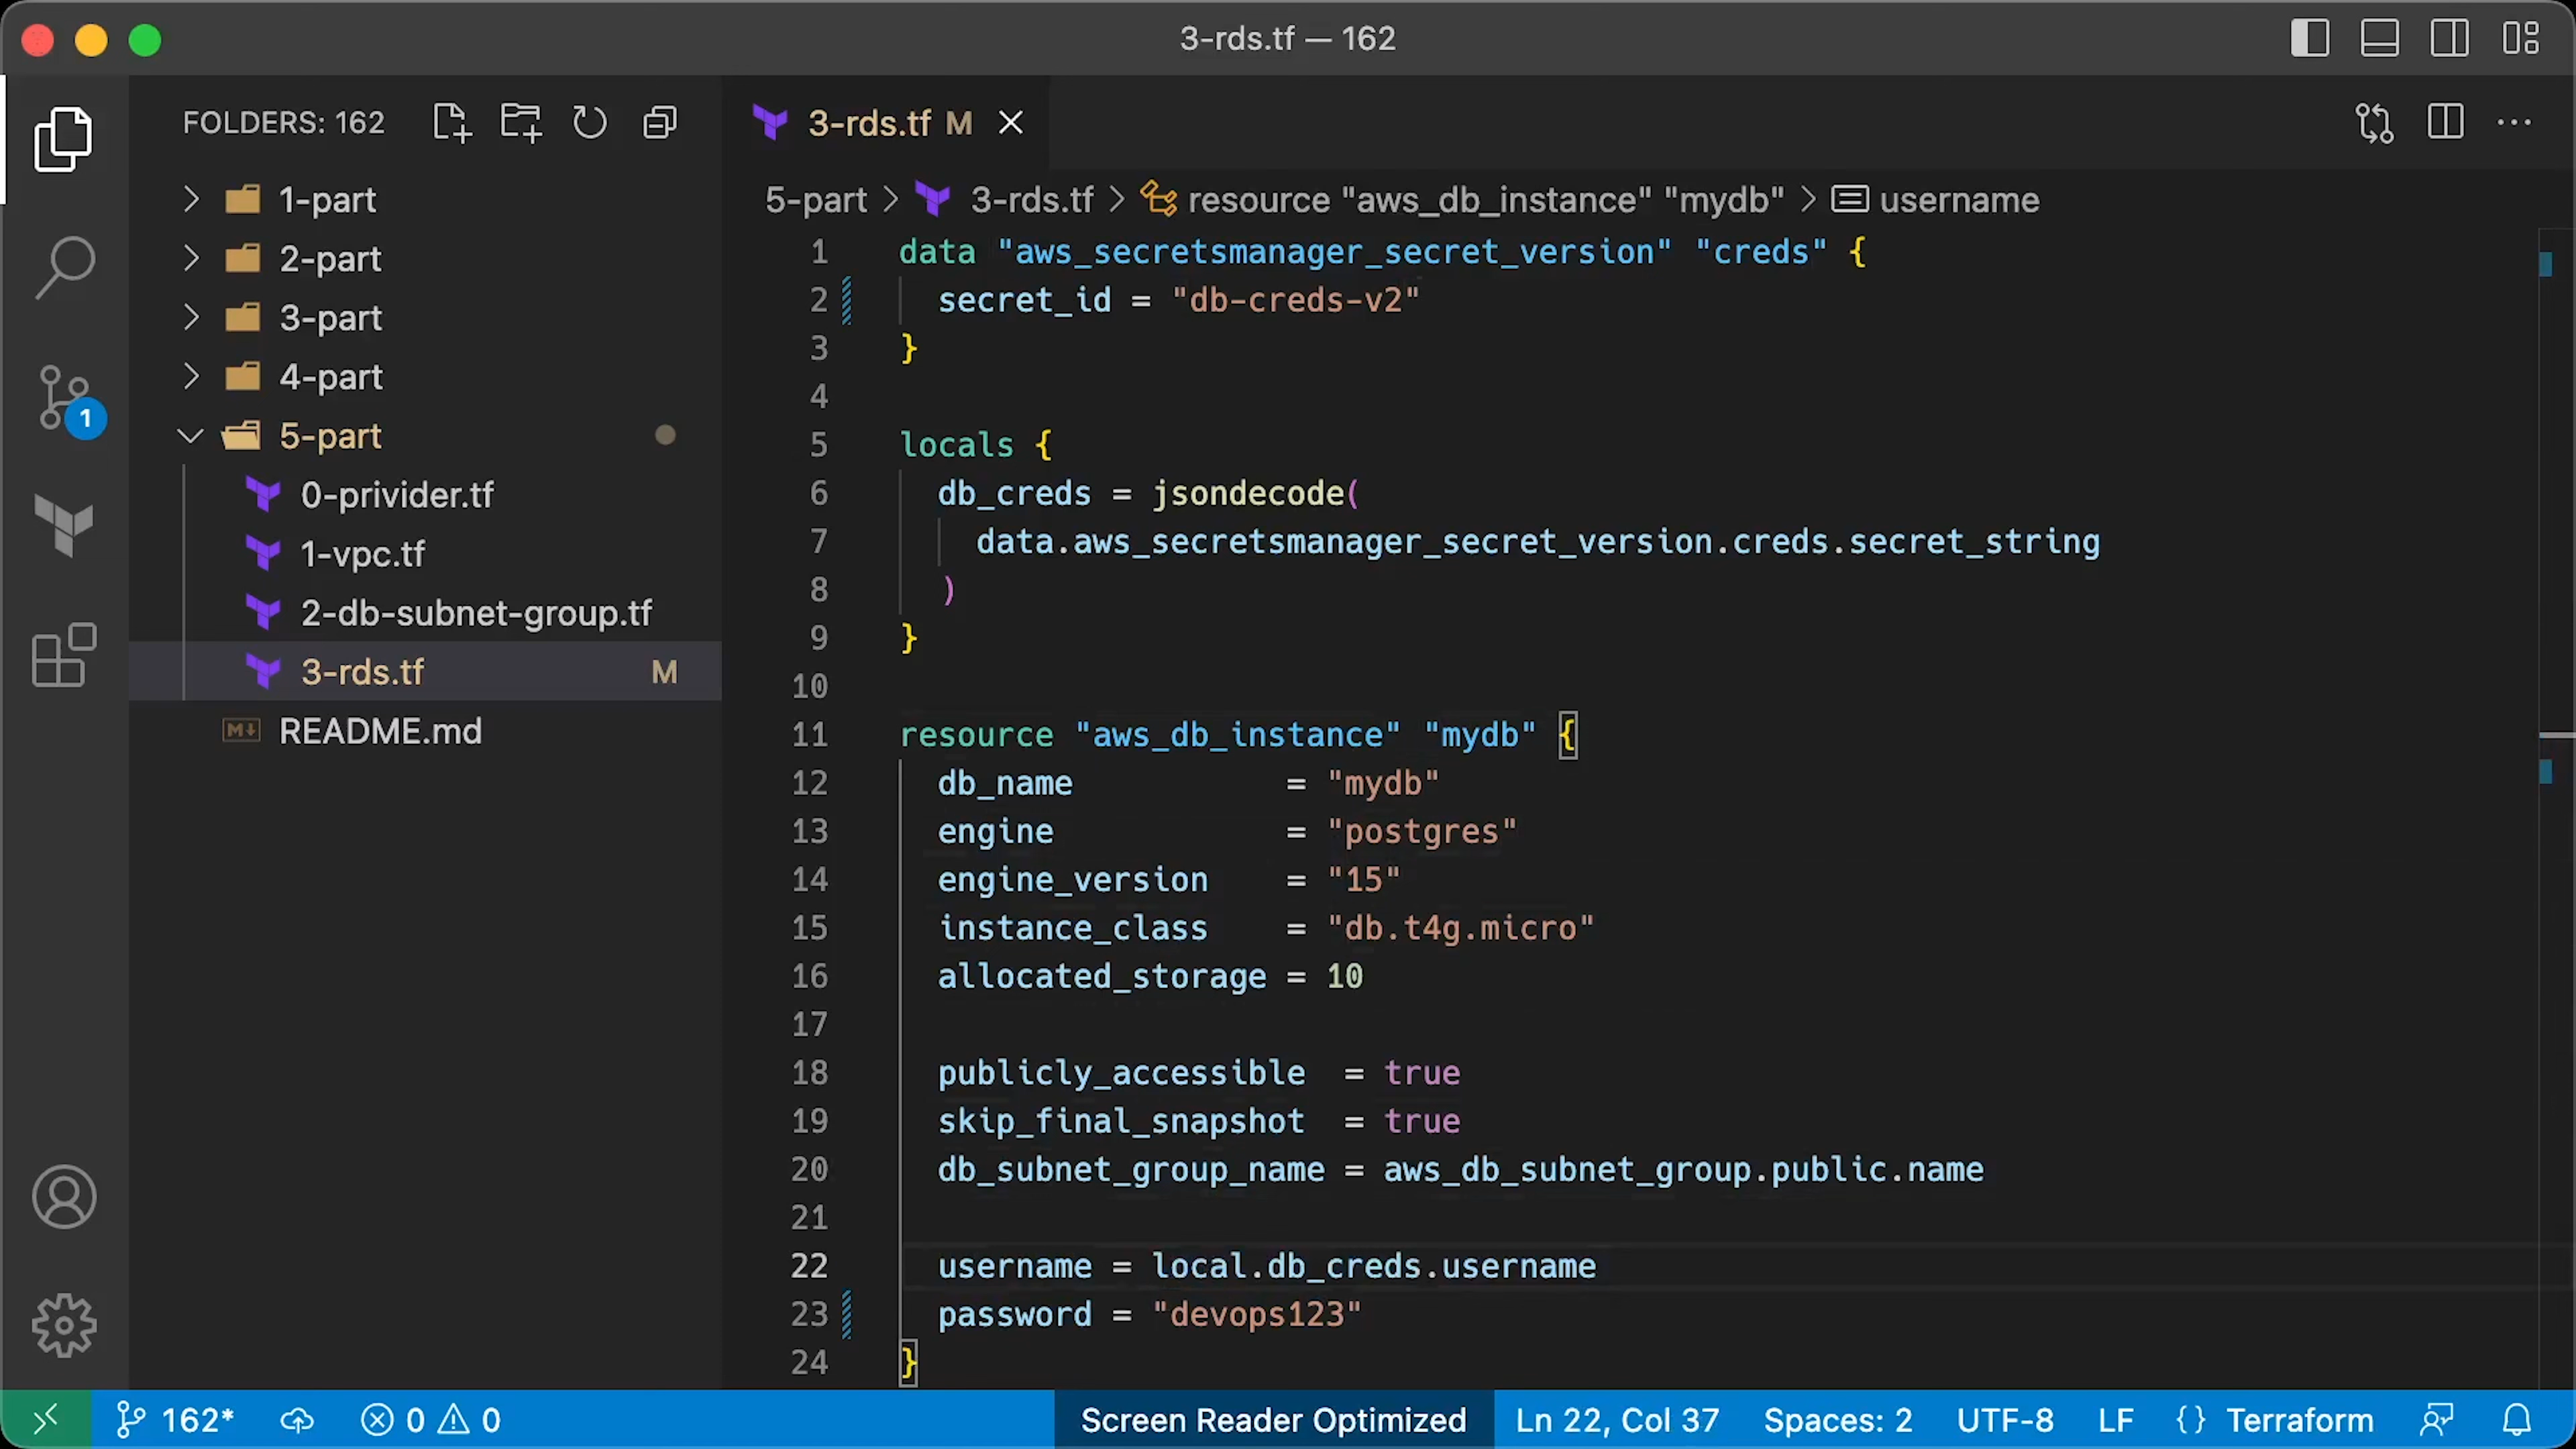 3-rds.tf — 162
FOLDERS: 162
1-part
2-part
3-part
4-part
5-part
0-privider.tf
1-vpc.tf
2-db-subnet-group.tf
3-rds.tf M
README.md
1
3-rds.tf M
5-part > 3-rds.tf > resource "aws_db_instance" "mydb" > username
1 data "aws_secretsmanager_secret_version" "creds" {
2 secret_id = "db-creds-v2"
3 }
4
5 locals {
6 db_creds = jsondecode(
7 data.aws_secretsmanager_secret_version.creds.secret_string
8 )
9 }
10
11 resource "aws_db_instance" "mydb" {
12 db_name = "mydb"
13 engine = "postgres"
14 engine_version = "15"
15 instance_class = "db.t4g.micro"
16 allocated_storage = 10
17
18 publicly_accessible = true
19 skip_final_snapshot = true
20 db_subnet_group_name = aws_db_subnet_group.public.name
21
22 username = local.db_creds.username
23 password = "devops123"
24 }
162* 0 0 Screen Reader Optimized Ln 22, Col 37 Spaces: 2 UTF-8 LF {} Terraform